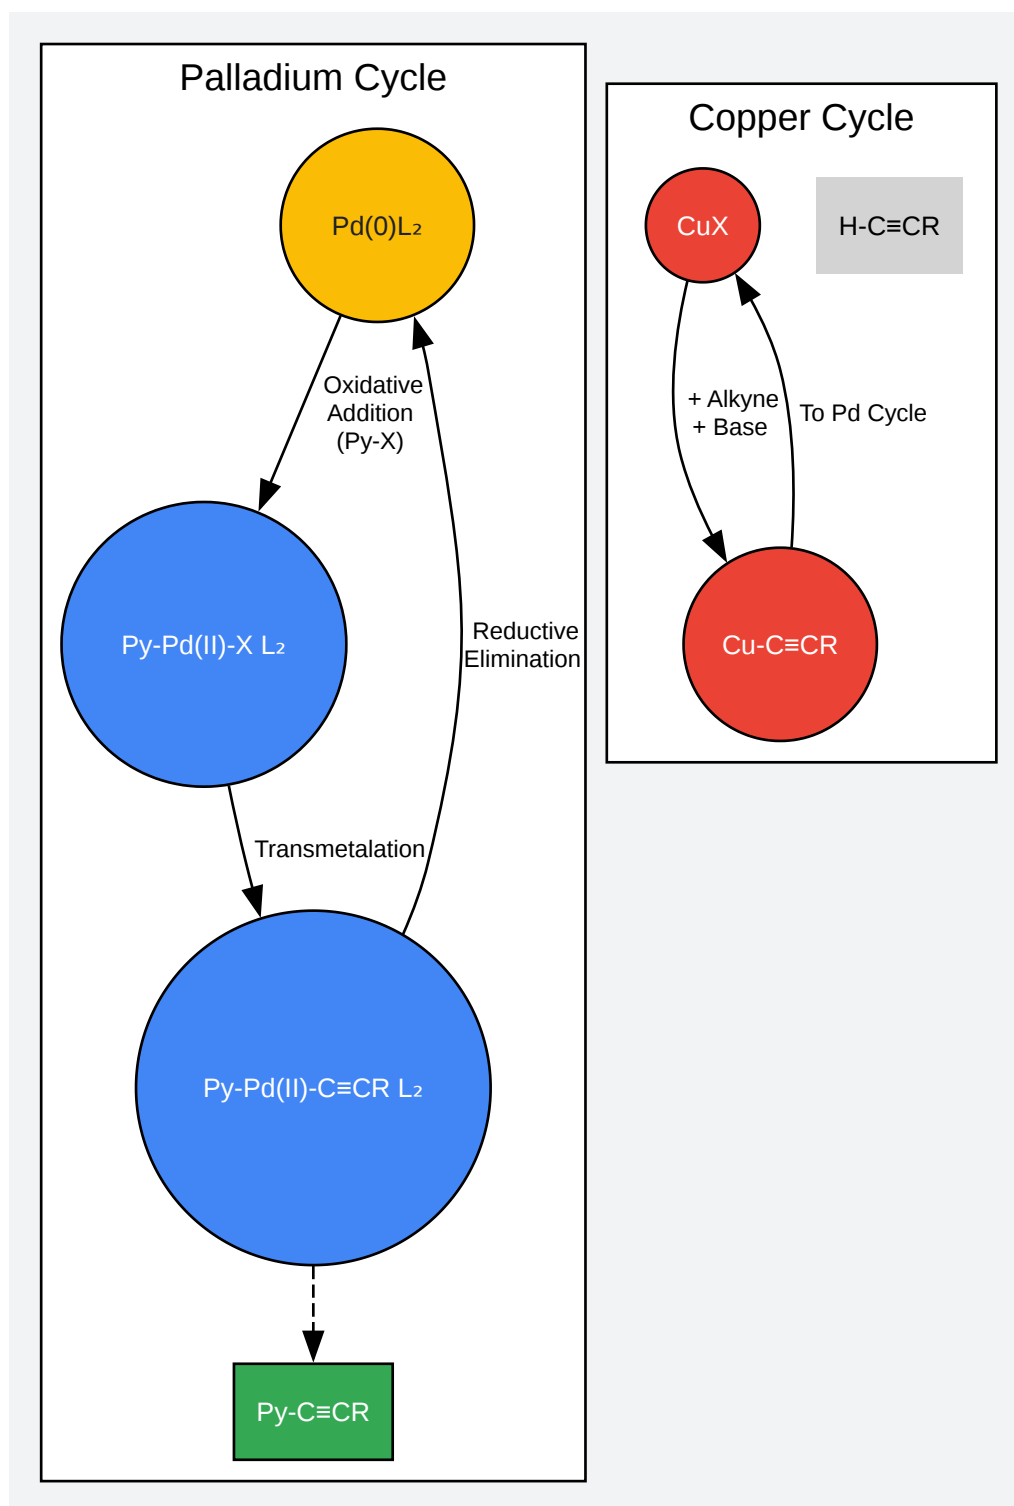 Palladium Cycle
Pd(0)L₂
Oxidative
Addition
(Py-X)
Py-Pd(II)-X L₂
Reductive
Elimination
Transmetalation
Py-Pd(II)-C≡CR L₂
Py-C≡CR
Copper Cycle
CuX
H-C≡CR
+ Alkyne
+ Base
To Pd Cycle
Cu-C≡CR